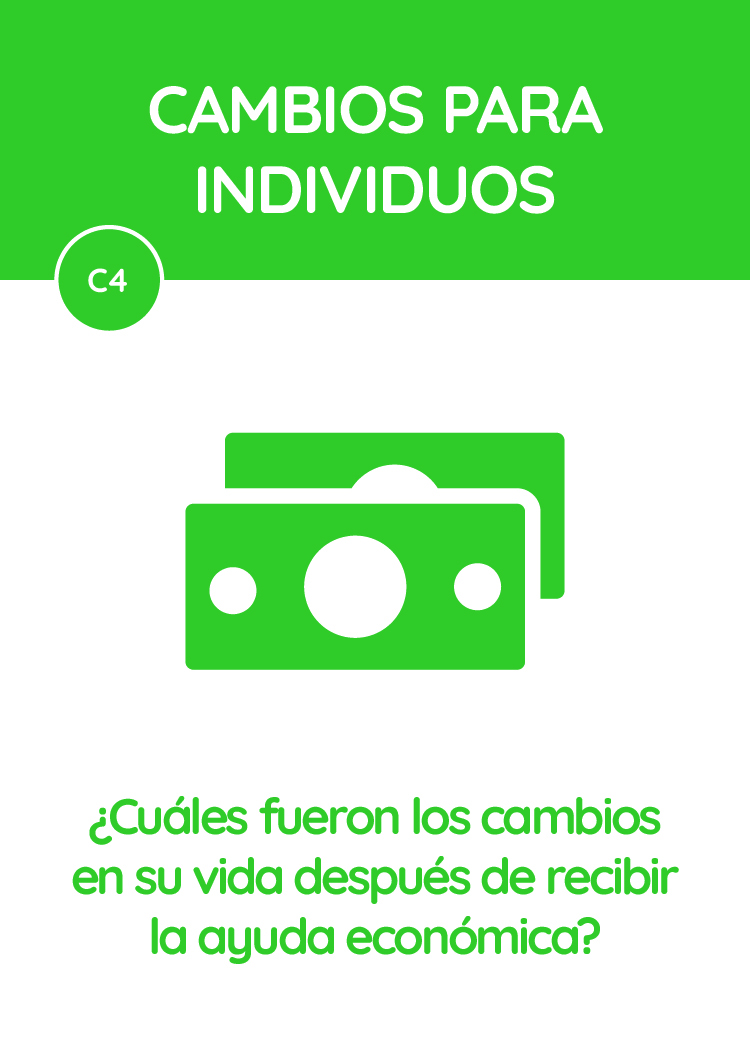 CAMBIOS PARA
INDIVIDUOS
C4
¿Cuáles fueron los cambios
en su vida después de recibir
la ayuda económica?